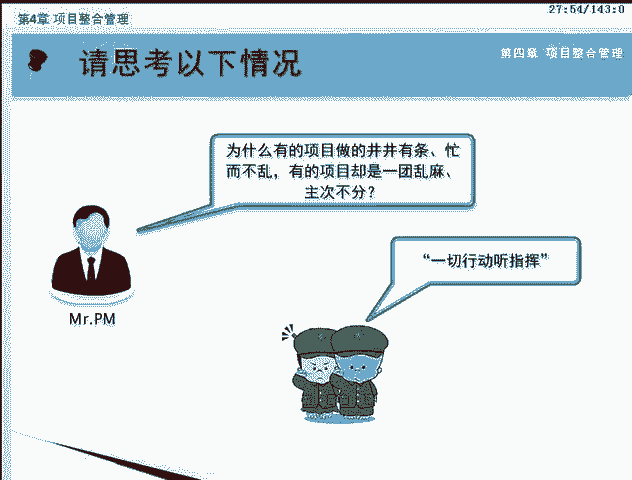 第4章 项目整合管理
27:54/143:0
请思考以下情况
第四章 项目整合管理
为什么有的项目做的井井有条、忙
而不乱，有的项目却是一团乱麻、
主次不分？
“一切行动听指挥”
Mr.PM